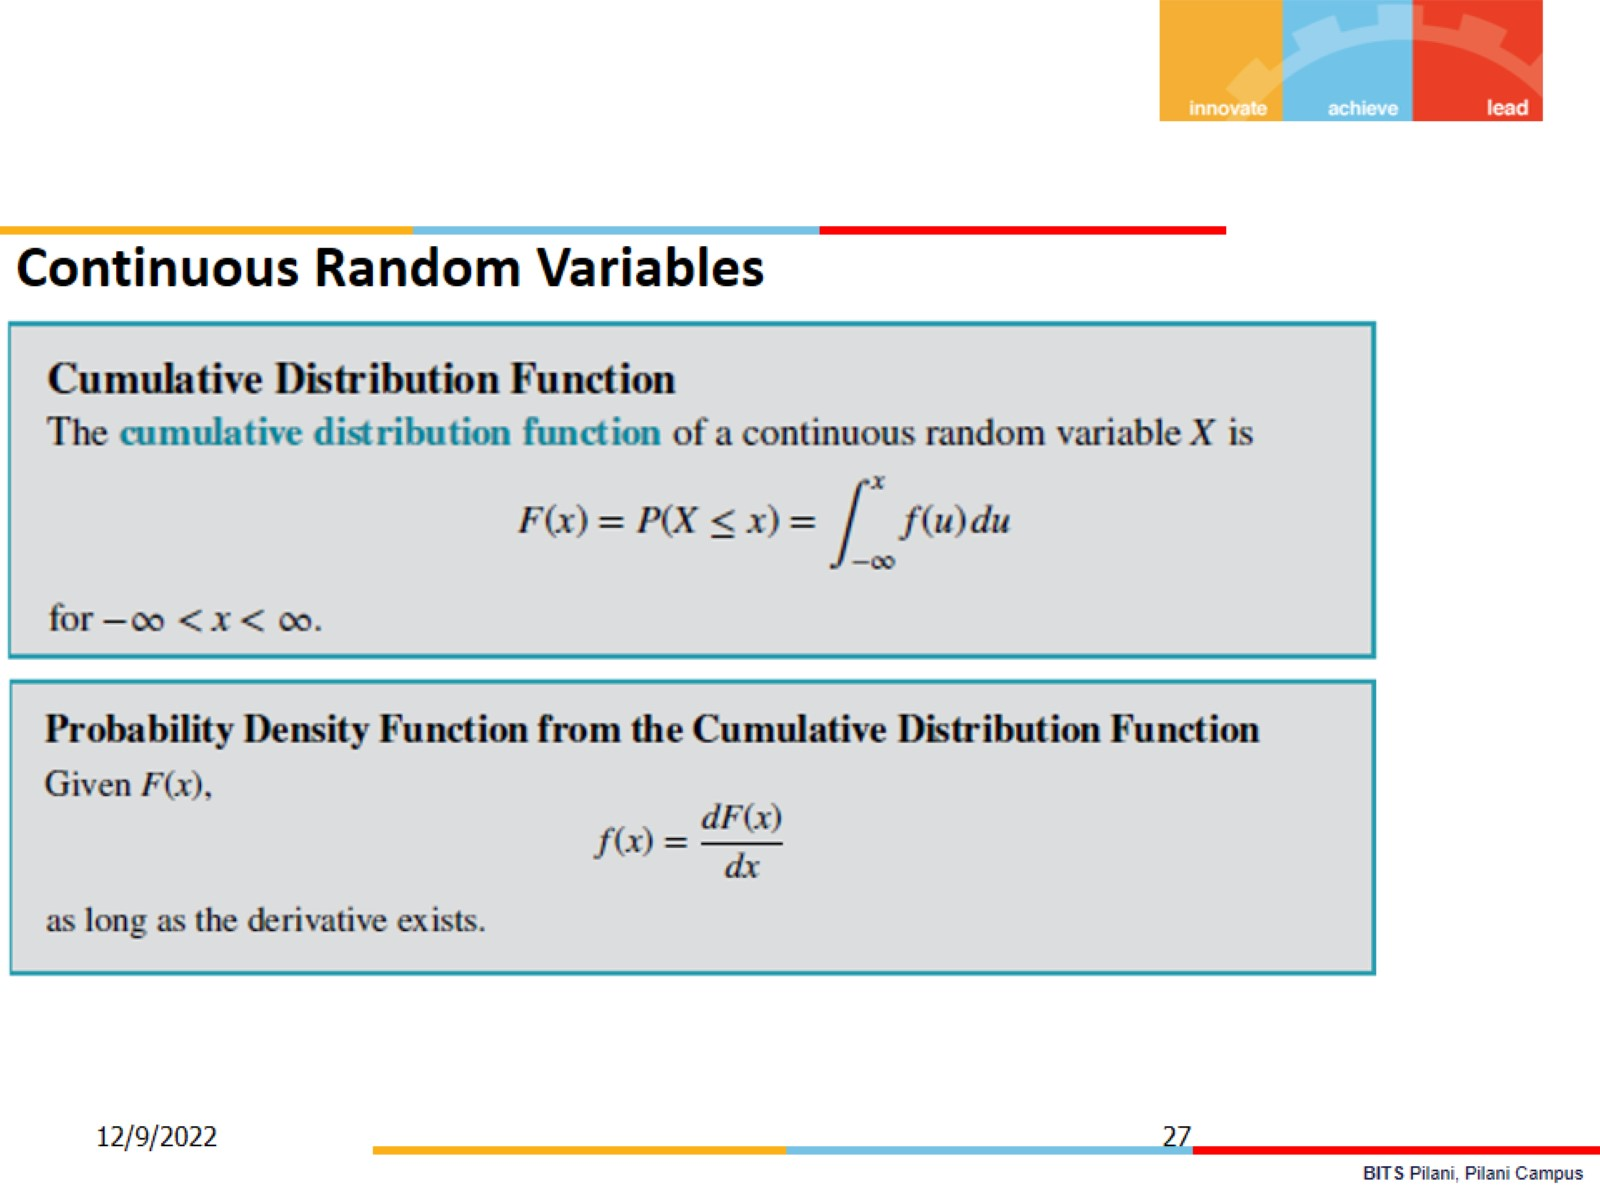 innovate achieve lead
Continuous Random Variables
Cumulative Distribution Function
The cumulative distribution function of a continuous random variable X is
F(x) = P(X ≤ x) = ∫_{−∞}^{x} f(u) du
for −∞ < x < ∞.
Probability Density Function from the Cumulative Distribution Function
Given F(x),
f(x) = dF(x)/dx
as long as the derivative exists.
12/9/2022 27
BITS Pilani, Pilani Campus